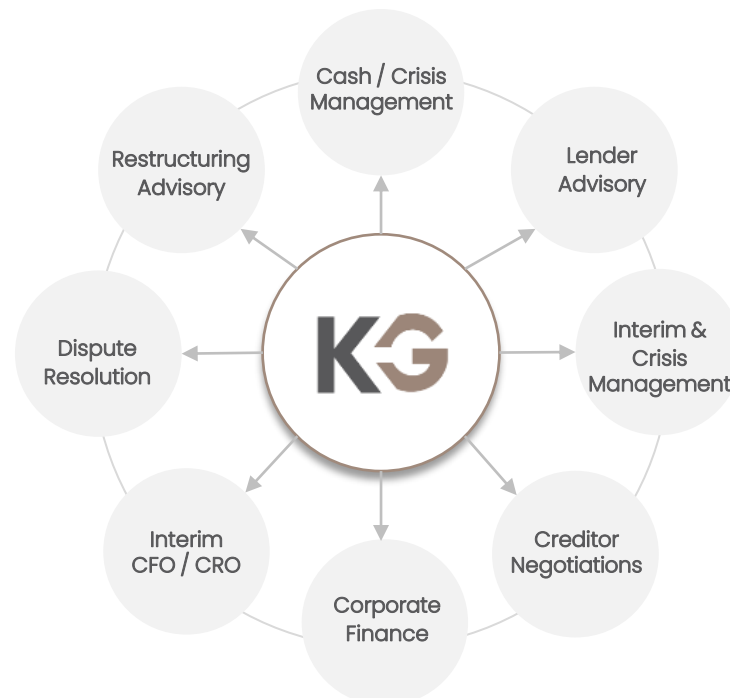 Cash / Crisis
Management
Lender
Advisory
Interim &
Crisis
Management
Creditor
Negotiations
Corporate
Finance
Interim
CFO / CRO
Dispute
Resolution
Restructuring
Advisory
KG